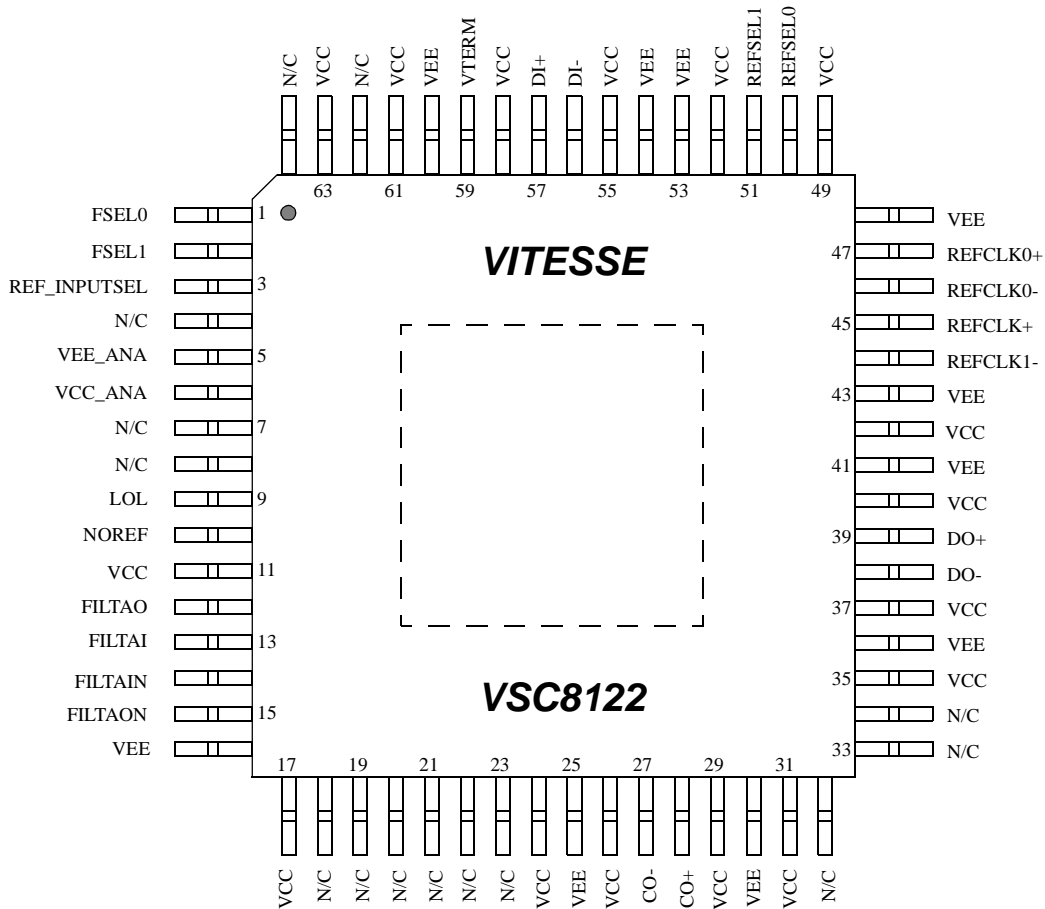 N/C VCC N/C VCC VEE VTERM VCC DI+ DI- VCC VEE VEE VCC REFSEL1 REFSEL0 VCC
63 61 59 57 55 53 51 49
FSEL0 1
FSEL1
REF_INPUTSEL 3
N/C
VEE_ANA 5
VCC_ANA
N/C 7
N/C
LOL 9
NOREF
VCC 11
FILTAO
FILTAI 13
FILTAIN
FILTAON 15
VEE
VITESSE
VSC8122
VEE
47 REFCLK0+
REFCLK0-
45 REFCLK+
REFCLK1-
43 VEE
VCC
41 VEE
VCC
39 DO+
DO-
37 VCC
VEE
35 VCC
N/C
33 N/C
17 19 21 23 25 27 29 31
VCC N/C N/C N/C N/C N/C N/C VCC VEE VCC CO- CO+ VCC VEE VCC N/C